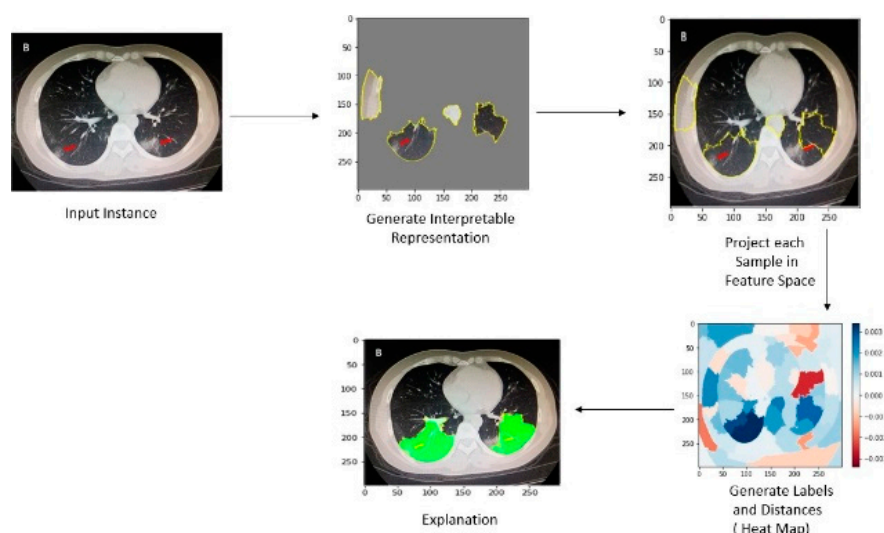 B
Input Instance
0
50
100
150
200
250
0 50 100 150 200 250
Generate Interpretable
Representation
B
0
50
100
150
200
250
0 50 100 150 200 250
Project each
Sample in
Feature Space
B
0
50
100
150
200
250
0 50 100 150 200 250
Explanation
0
50
100
150
200
250
0 50 100 150 200 250
0.003
0.002
0.001
0.000
Generate Labels
and Distances
( Heat Map)